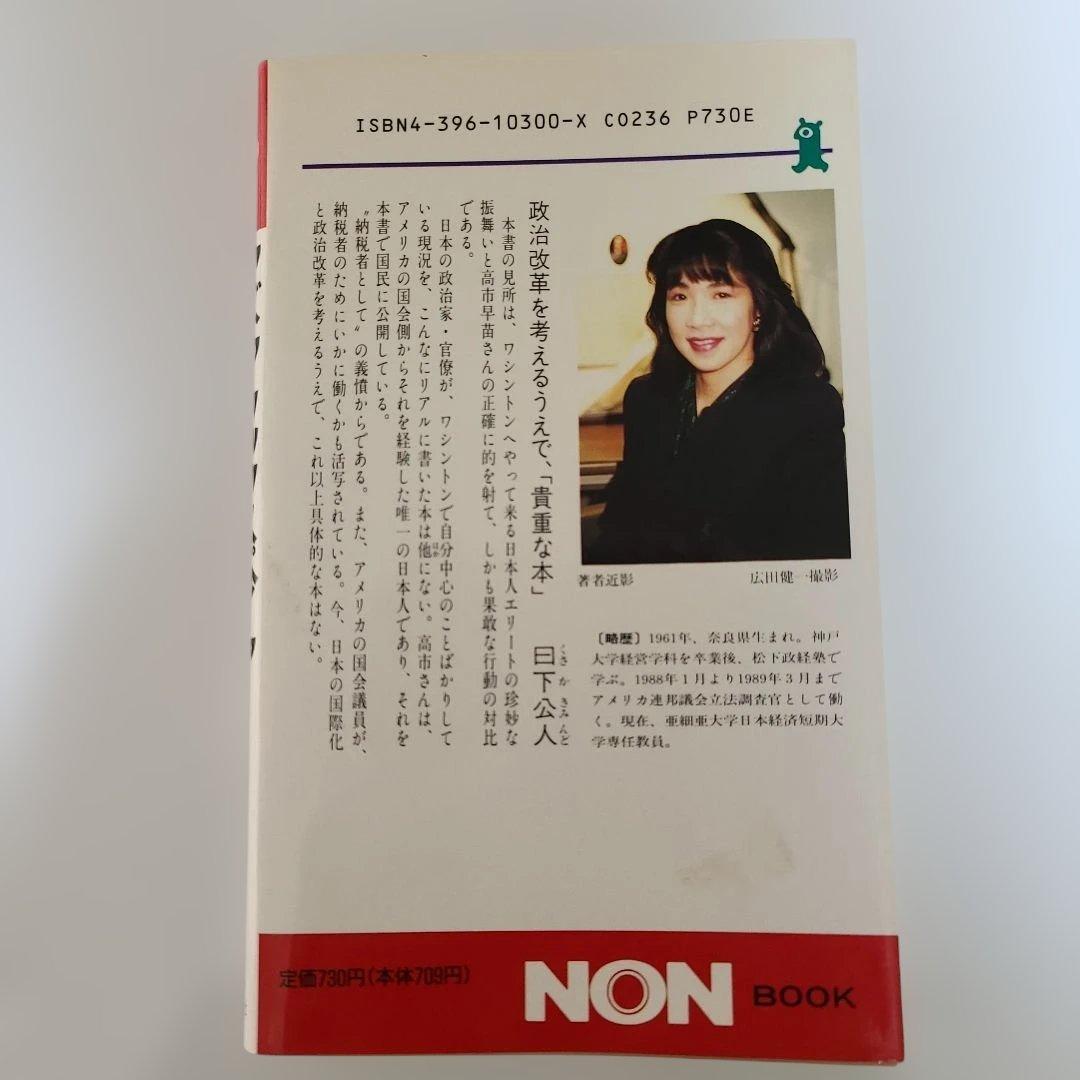 ISBN4-396-10300-X C0236 P730E
政治改革を考えるうえで、「貴重な本」
日下公人
くさ か きみ んど
本書の見所は、ワシントンへやって来る日本人エリートの珍妙な
振舞いと高市早苗さんの正確に的を射て、しかも果敢な行動の対比
である。
日本の政治家・官僚が、ワシントンで自分中心のことばかりして
いる現況を、こんなにリアルに書いた本は他にない。高市さんは、
ほか
アメリカの国会側からそれを経験した唯一の日本人であり、それを
本書で国民に公開している。
〝納税者として〟の義憤からである。また、アメリカの国会議員が、
納税者のためにいかに働くかも活写されている。今、日本の国際化
と政治改革を考えるうえで、これ以上具体的な本はない。
著者近影
広田健一撮影
〔略歴〕1961年、奈良県生まれ。神戸
大学経営学科を卒業後、松下政経塾で
学ぶ。1988年1月より1989年3月まで
アメリカ連邦議会立法調査官として働
く。現在、亜細亜大学日本経済短期大
学専任教員。
定価730円(本体709円)
NON BOOK